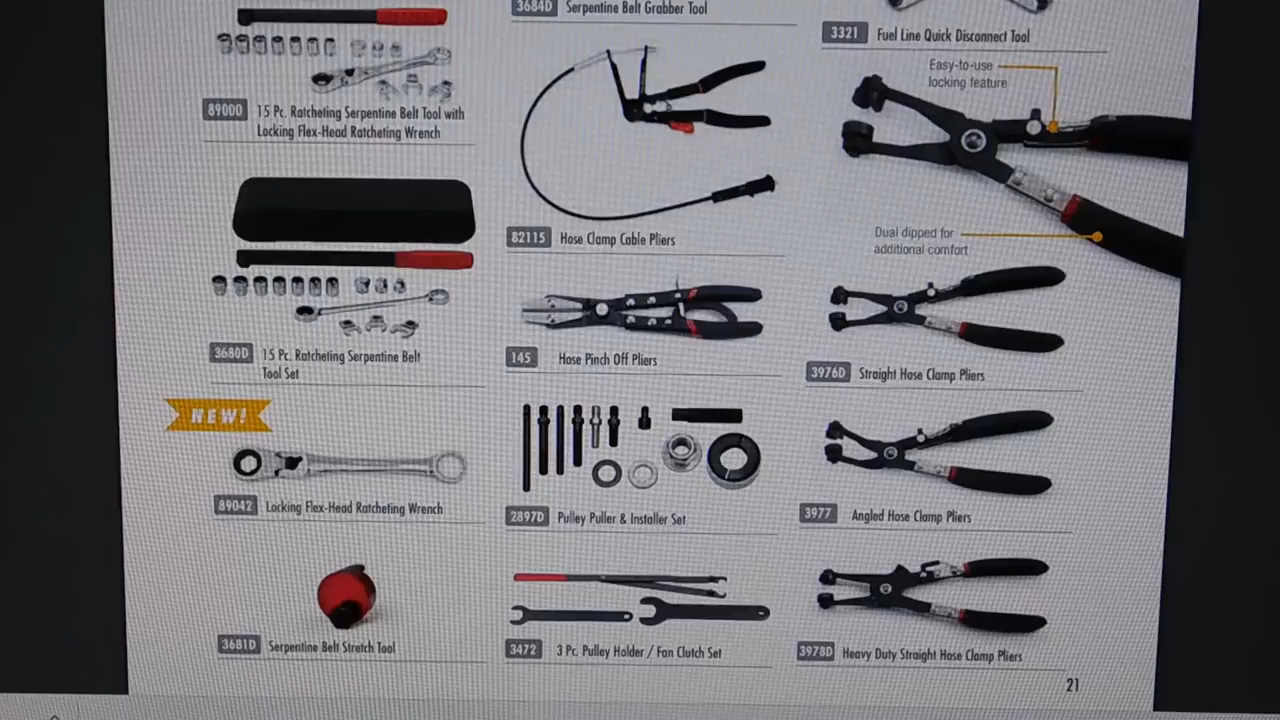 89000 15 Pc. Ratcheting Serpentine Belt Tool with
Locking Flex-Head Ratcheting Wrench
3680D 15 Pc. Ratcheting Serpentine Belt
Tool Set
NEW!
89042 Locking Flex-Head Ratcheting Wrench
3681D Serpentine Belt Stretch Tool
3684D Serpentine Belt Grabber Tool
82115 Hose Clamp Cable Pliers
145 Hose Pinch Off Pliers
2897D Pulley Puller & Installer Set
3472 3 Pc. Pulley Holder / Fan Clutch Set
3321 Fuel Line Quick Disconnect Tool
Easy-to-use
locking feature
Dual dipped for
additional comfort
3976D Straight Hose Clamp Pliers
3977 Angled Hose Clamp Pliers
3978D Heavy Duty Straight Hose Clamp Pliers
21